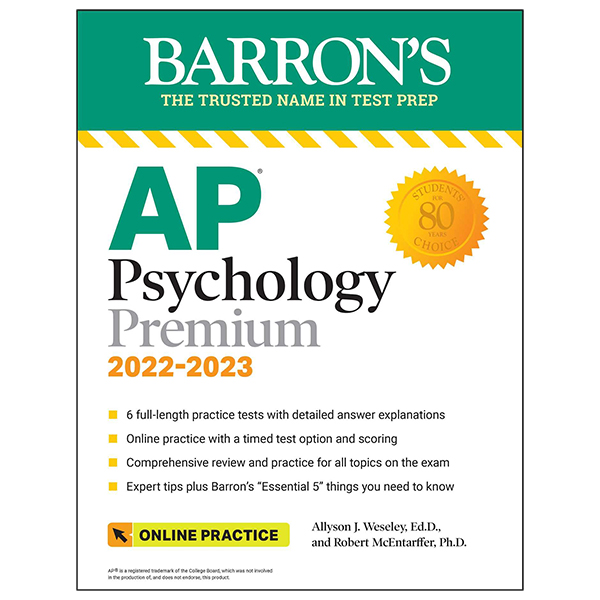 BARRON'S
THE TRUSTED NAME IN TEST PREP
AP®
STUDENTS'
FOR
80
YEARS
CHOICE
Psychology
Premium
2022-2023
6 full-length practice tests with detailed answer explanations
Online practice with a timed test option and scoring
Comprehensive review and practice for all topics on the exam
Expert tips plus Barron's “Essential 5” things you need to know
ONLINE PRACTICE
Allyson J. Weseley, Ed.D.,
and Robert McEntarffer, Ph.D.
AP® is a registered trademark of the College Board, which was not involved
in the production of, and does not endorse, this product.